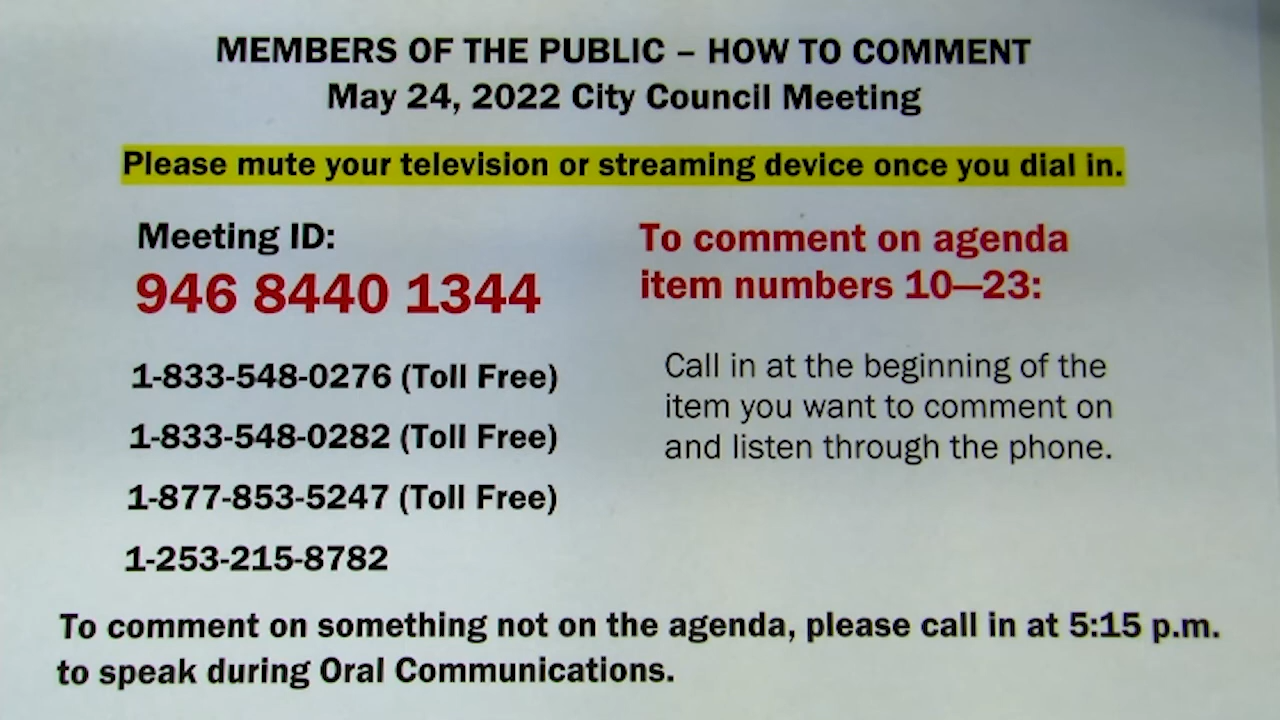 MEMBERS OF THE PUBLIC – HOW TO COMMENT
May 24, 2022 City Council Meeting
Please mute your television or streaming device once you dial in.
Meeting ID:
946 8440 1344
1-833-548-0276 (Toll Free)
1-833-548-0282 (Toll Free)
1-877-853-5247 (Toll Free)
1-253-215-8782
To comment on agenda
item numbers 10—23:
Call in at the beginning of the
item you want to comment on
and listen through the phone.
To comment on something not on the agenda, please call in at 5:15 p.m.
to speak during Oral Communications.